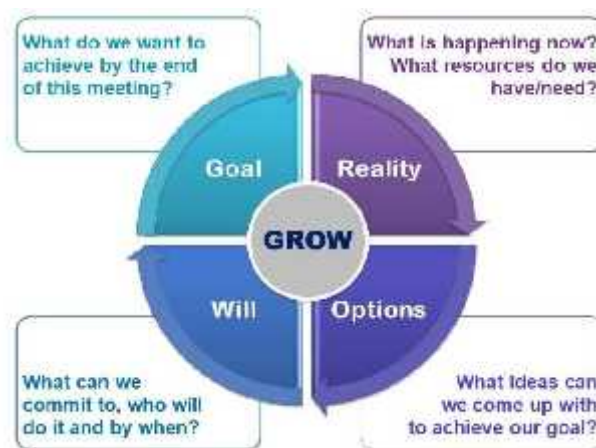 What do we want to
achieve by the end
of this meeting?
What is happening now?
What resources do we
have/need?
Goal
Reality
GROW
Will
Options
What can we
commit to, who will
do it and by when?
What Ideas can
we come up with
to achieve our goal?